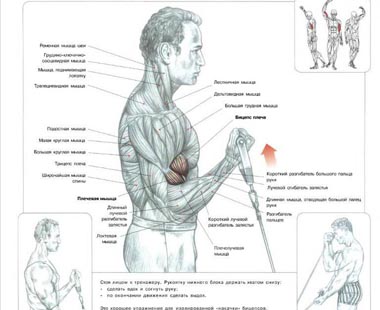 Ременная мышца шеи
Грудино-ключично-
сосцевидная мышца
Мышца, поднимающая
лопатку
Трапециевидная мышца
Лестничная мышца
Дельтовидная мышца
Большая грудная мышца
Бицепс плеча
Подостная мышца
Малая круглая мышца
Большая круглая мышца
Трицепс плеча
Широчайшая мышца
спины
Плечевая мышца
Длинный
лучевой
разгибатель
запястья
Локтевая
мышца
Короткий разгибатель большого пальца
руки
Лучевой сгибатель запястья
Длинная мышца, отводящая большой палец
руки
Разгибатель
пальцев
Короткий лучевой
разгибатель
запястья
Плечелучевая
мышца
Стоя лицом к тренажеру. Рукоятку нижнего блока держать хватом снизу:
- сделать вдох и согнуть руку;
- по окончании движения сделать выдох.
Это хорошее упражнение для изолированной «накачки» бицепсов.